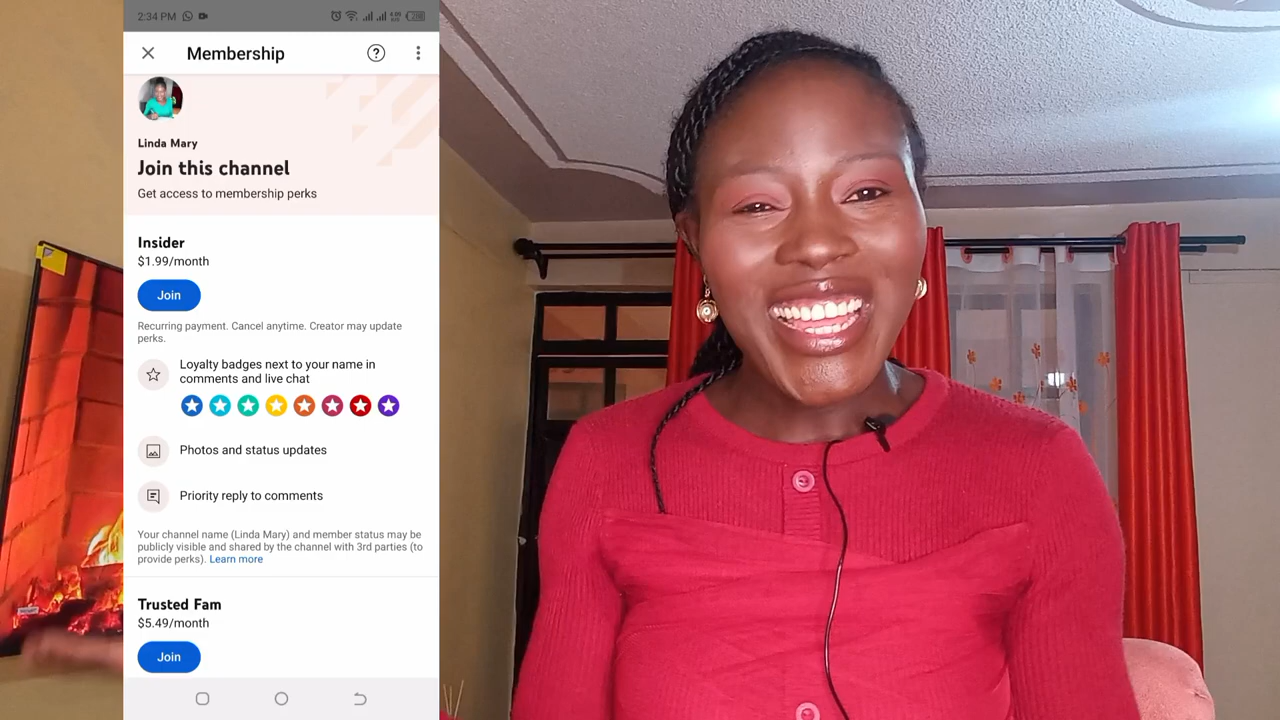 2:34 PM
Membership
Linda Mary
Join this channel
Get access to membership perks
Insider
$1.99/month
Join
Recurring payment. Cancel anytime. Creator may update
perks.
Loyalty badges next to your name in
comments and live chat
Photos and status updates
Priority reply to comments
Your channel name (Linda Mary) and member status may be
publicly visible and shared by the channel with 3rd parties (to
provide perks). Learn more
Trusted Fam
$5.49/month
Join